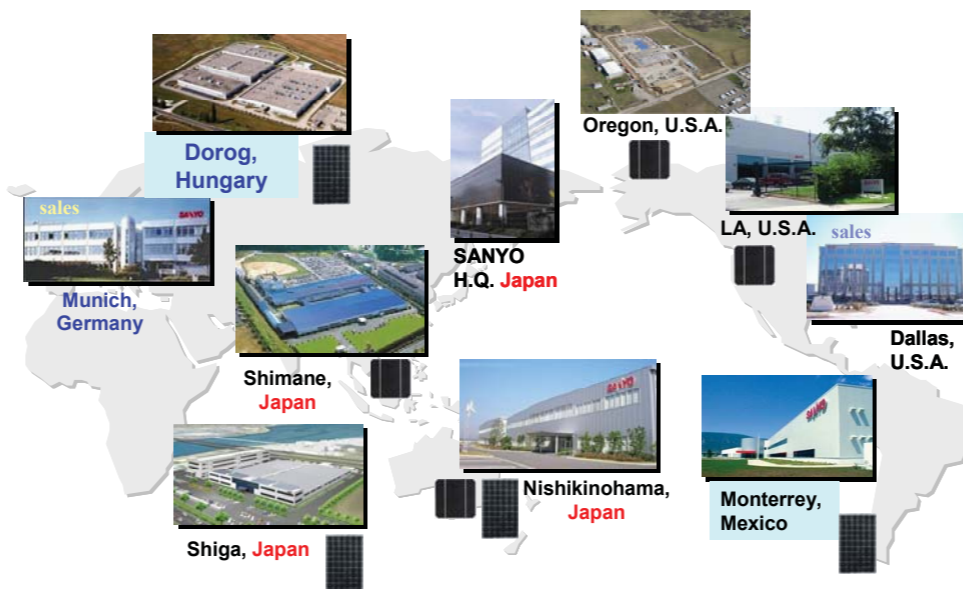 Oregon, U.S.A.
Dorog,
Hungary
sales
SANYO
Munich,
Germany
SANYO
H.Q. Japan
LA, U.S.A.
sales
Dallas,
U.S.A.
Shimane,
Japan
SANYO
Nishikinohama,
Japan
SANYO
Monterrey,
Mexico
Shiga, Japan